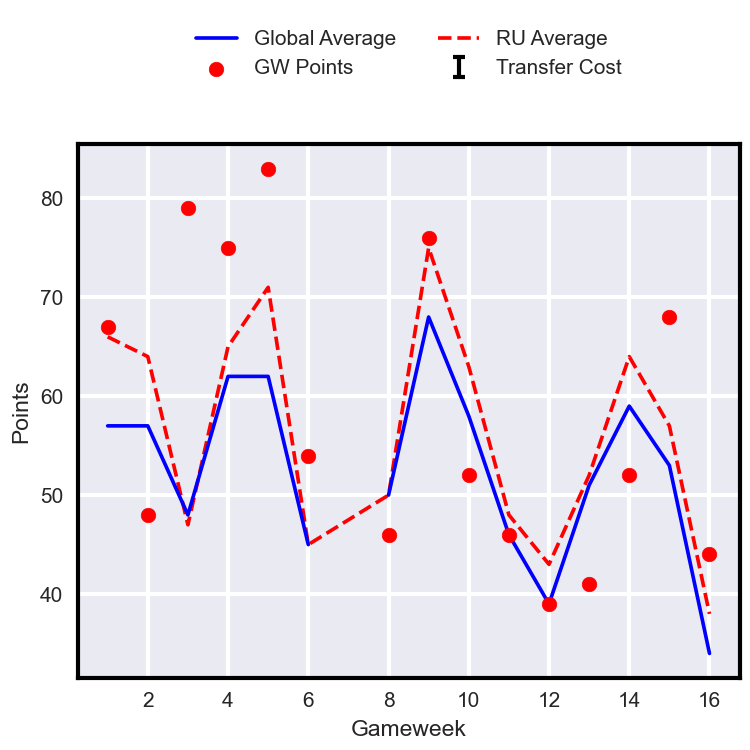 Global Average RU Average
GW Points Transfer Cost
80
70
60
50
40
Points
2 4 6 8 10 12 14 16
Gameweek